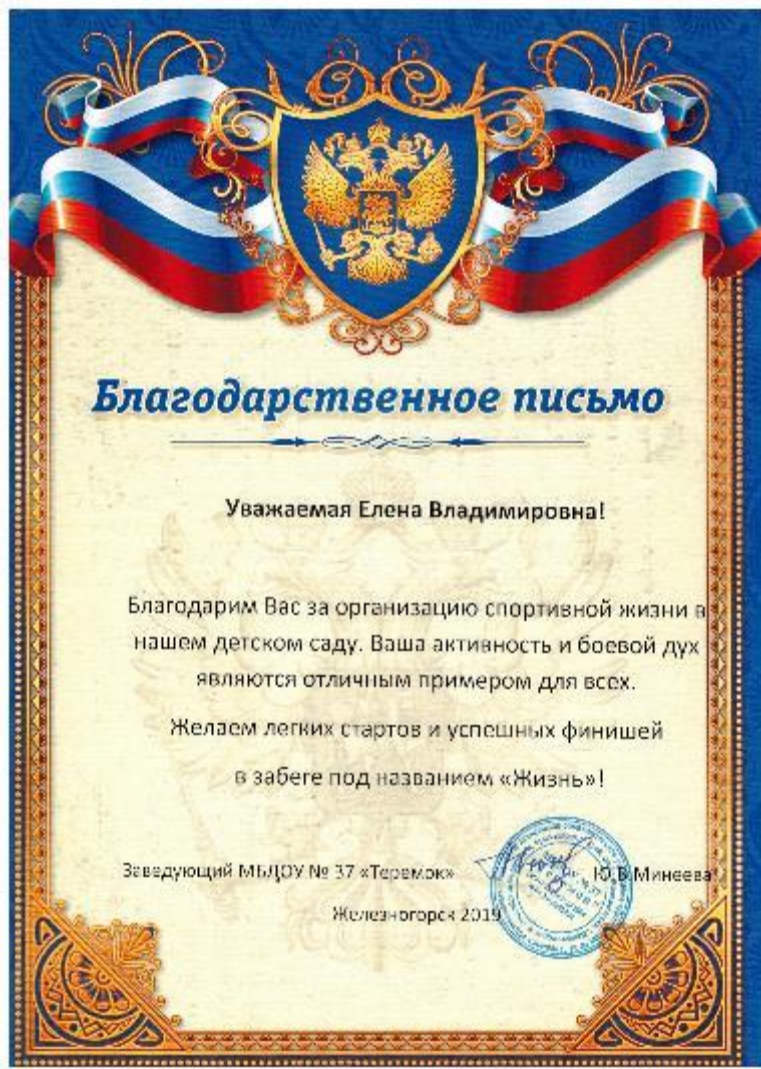 Благодарственное письмо
Уважаемая Елена Владимировна!
Благодарим Вас за организацию спортивной жизни в
нашем детском саду. Ваша активность и боевой дух
являются отличным примером для всех.
Желаем легких стартов и успешных финишей
в забеге под названием «Жизнь»!
Заведующий МБДОУ № 37 «Теремок» Ю.В.Минеева
Железногорск 2019